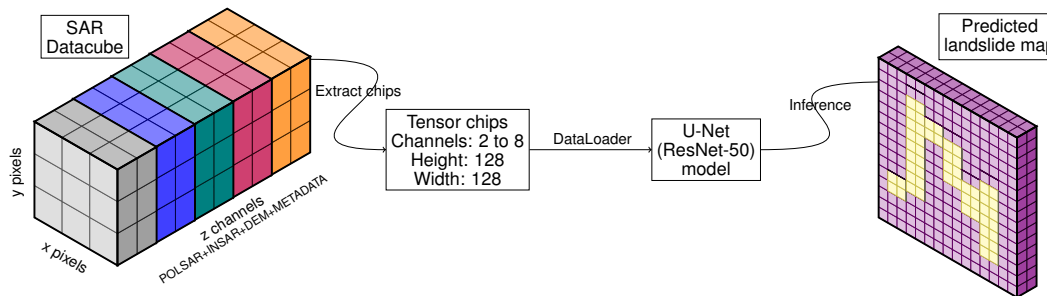 SAR
Datacube
Extract chips
Tensor chips
Channels: 2 to 8
Height: 128
Width: 128
DataLoader
U-Net
(ResNet-50)
model
Inference
Predicted
landslide map
y pixels
x pixels
z channels
POLSAR+INSAR+DEM+METADATA